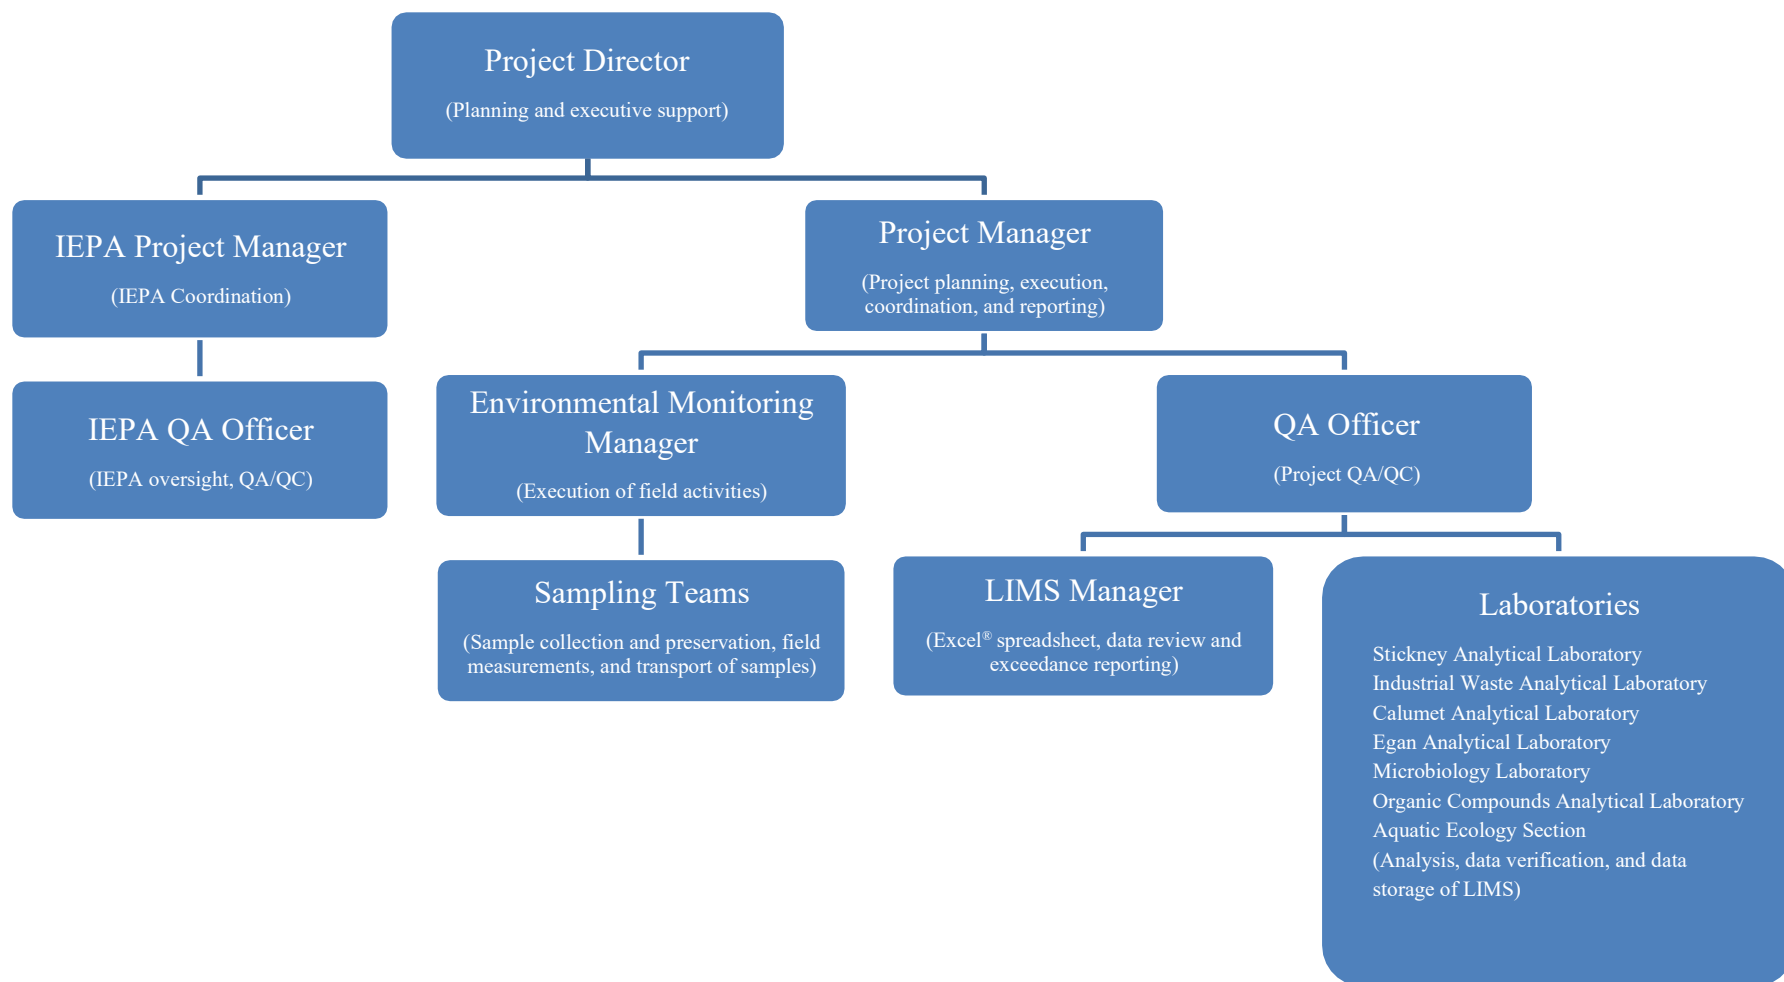 Project Director
(Planning and executive support)
IEPA Project Manager
(IEPA Coordination)
Project Manager
(Project planning, execution,
coordination, and reporting)
IEPA QA Officer
(IEPA oversight, QA/QC)
Environmental Monitoring
Manager
(Execution of field activities)
QA Officer
(Project QA/QC)
Sampling Teams
(Sample collection and preservation, field
measurements, and transport of samples)
LIMS Manager
(Excel® spreadsheet, data review and
exceedance reporting)
Laboratories
Stickney Analytical Laboratory
Industrial Waste Analytical Laboratory
Calumet Analytical Laboratory
Egan Analytical Laboratory
Microbiology Laboratory
Organic Compounds Analytical Laboratory
Aquatic Ecology Section
(Analysis, data verification, and data
storage of LIMS)